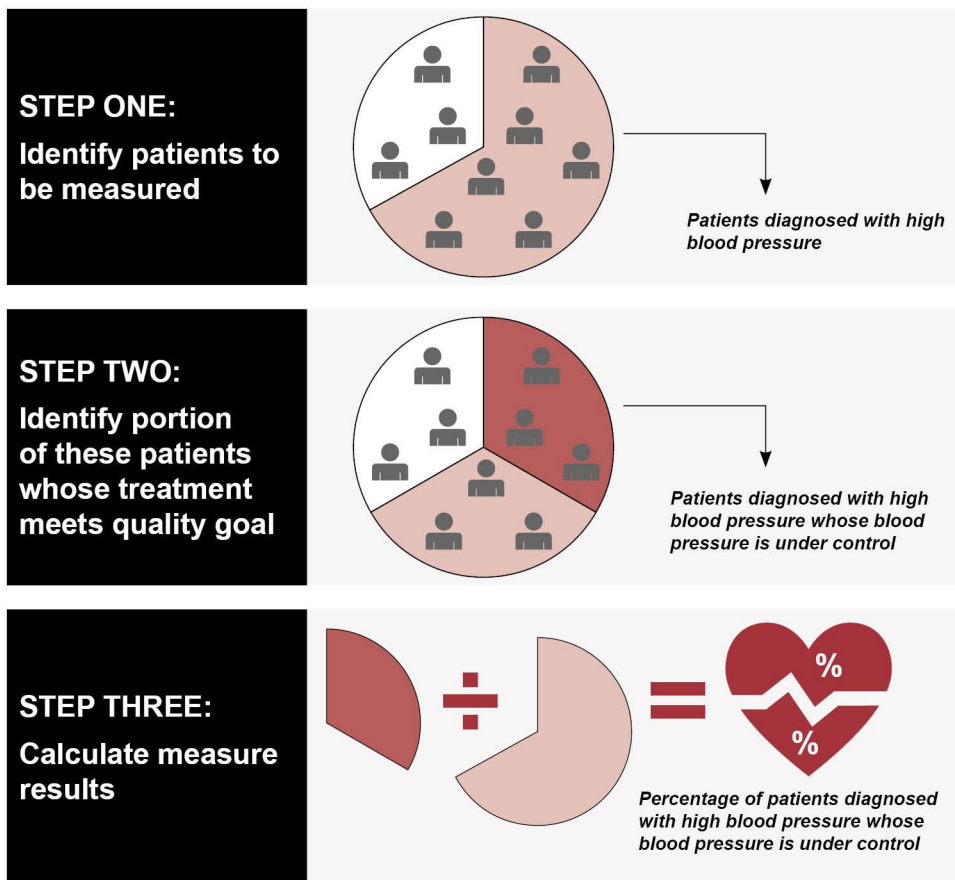 STEP ONE:
Identify patients to
be measured
Patients diagnosed with high
blood pressure
STEP TWO:
Identify portion
of these patients
whose treatment
meets quality goal
Patients diagnosed with high
blood pressure whose blood
pressure is under control
STEP THREE:
Calculate measure
results
÷
=
%
%
Percentage of patients diagnosed
with high blood pressure whose
blood pressure is under control